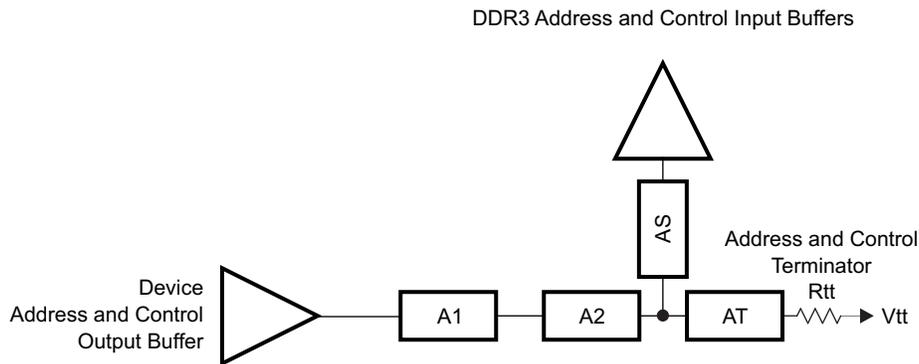 DDR3 Address and Control Input Buffers
AS
Address and Control
Terminator
Rtt
Device
Address and Control
Output Buffer
A1
A2
AT
Vtt